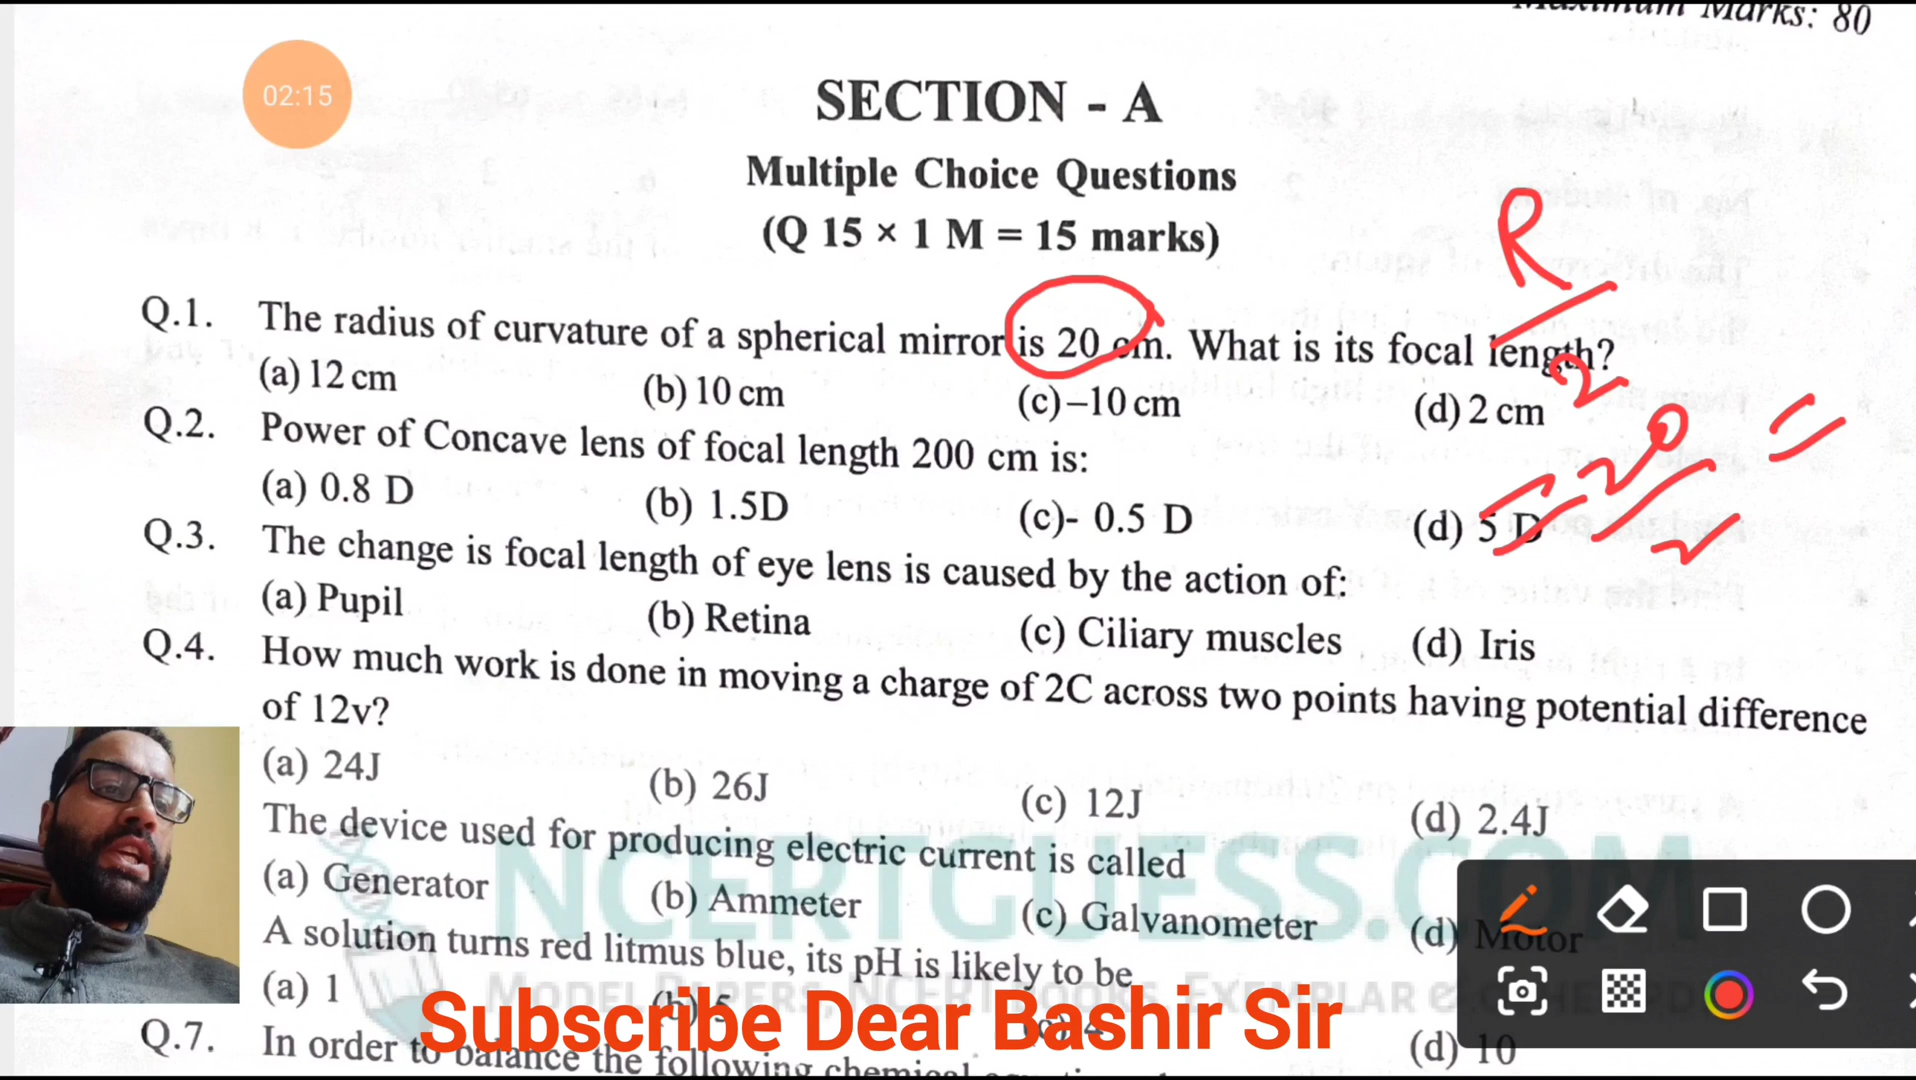 Maximum Marks: 80
02:15
SECTION - A
Multiple Choice Questions
(Q 15 × 1 M = 15 marks)
R
2
Q.1. The radius of curvature of a spherical mirror is 20 cm. What is its focal length?
(a) 12 cm (b) 10 cm (c) –10 cm (d) 2 cm
20 =
2
Q.2. Power of Concave lens of focal length 200 cm is:
(a) 0.8 D (b) 1.5D (c)- 0.5 D (d) 5 D
Q.3. The change is focal length of eye lens is caused by the action of:
(a) Pupil (b) Retina (c) Ciliary muscles (d) Iris
Q.4. How much work is done in moving a charge of 2C across two points having potential difference
of 12v?
(a) 24J (b) 26J (c) 12J (d) 2.4J
The device used for producing electric current is called
(a) Generator (b) Ammeter (c) Galvanometer (d) Motor
NCERTGUESS.COM
A solution turns red litmus blue, its pH is likely to be
(a) 1 (b) 5 (c) 4 (d) 10
MODEL PAPERS, NCERT BOOKS, EXEMPLAR &
Subscribe Dear Bashir Sir
Q.7. In order to balance the following chemical